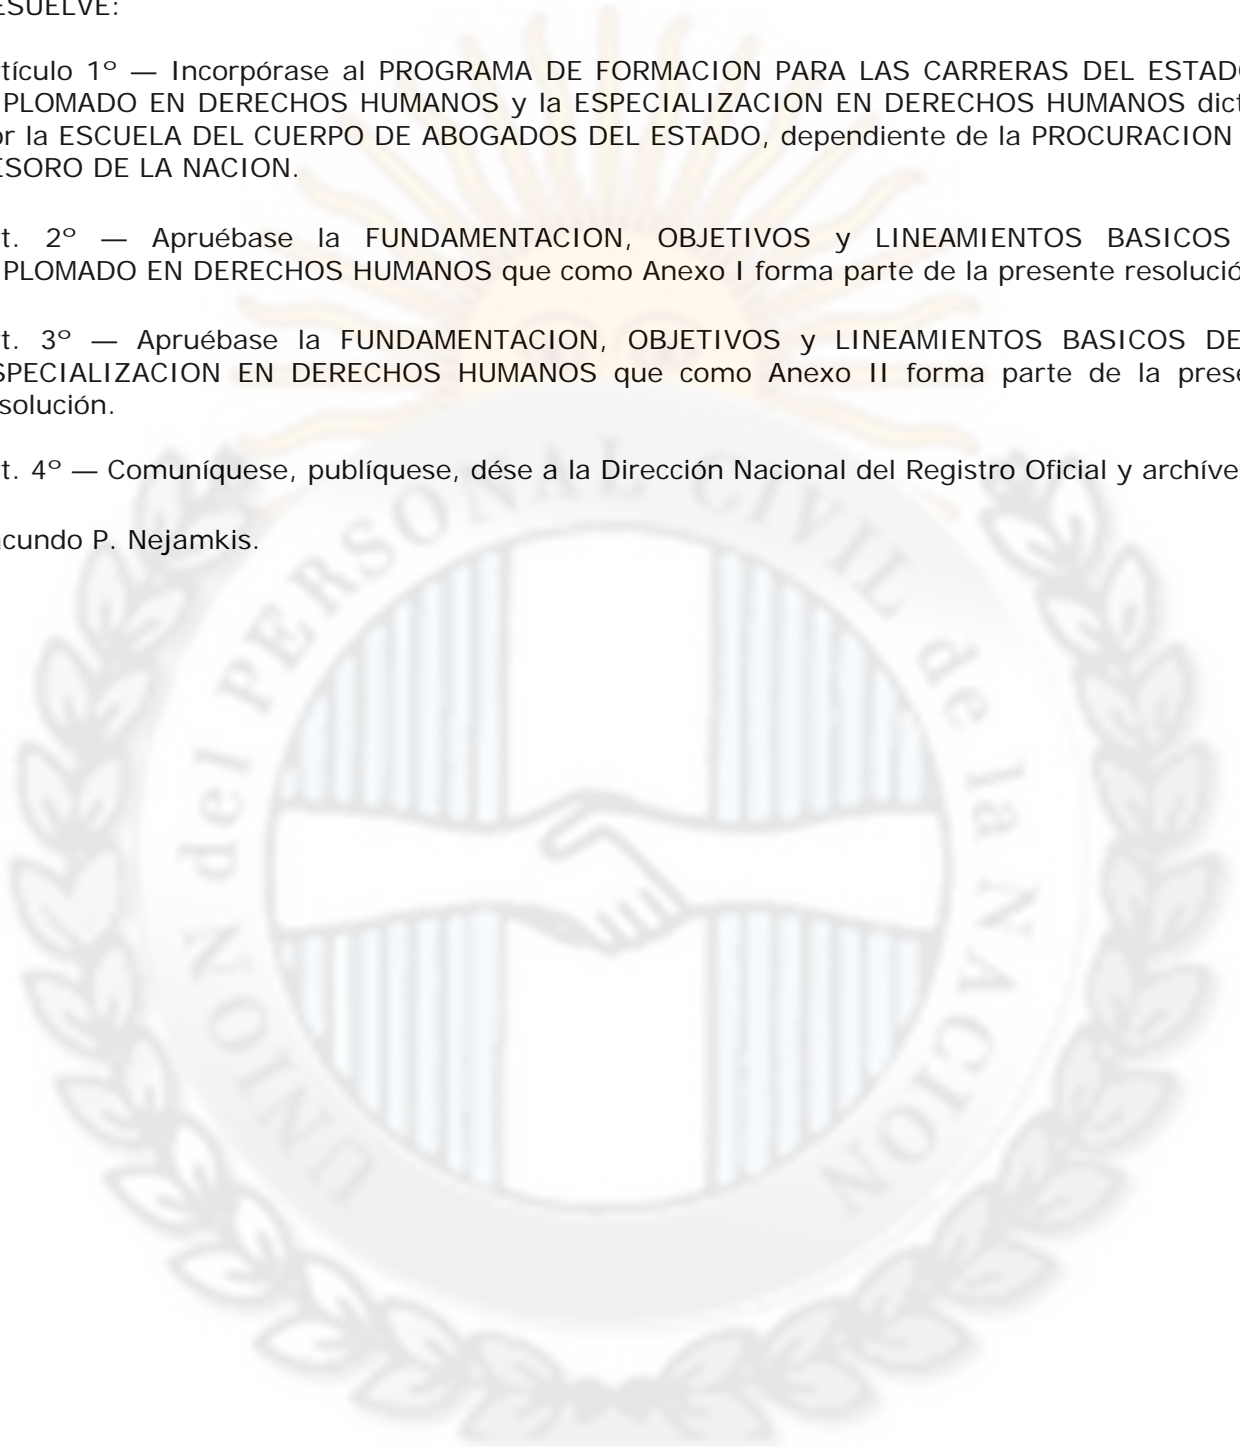 ESUELVE:
tículo 1º — Incorpórase al PROGRAMA DE FORMACION PARA LAS CARRERAS DEL ESTADO
PLOMADO EN DERECHOS HUMANOS y la ESPECIALIZACION EN DERECHOS HUMANOS dict
or la ESCUELA DEL CUERPO DE ABOGADOS DEL ESTADO, dependiente de la PROCURACION
ESORO DE LA NACION.
t. 2º — Apruébase la FUNDAMENTACION, OBJETIVOS y LINEAMIENTOS BASICOS
PLOMADO EN DERECHOS HUMANOS que como Anexo I forma parte de la presente resolució
t. 3º — Apruébase la FUNDAMENTACION, OBJETIVOS y LINEAMIENTOS BASICOS DE
SPECIALIZACION EN DERECHOS HUMANOS que como Anexo II forma parte de la prese
solución.
t. 4º — Comuníquese, publíquese, dése a la Dirección Nacional del Registro Oficial y archíve
acundo P. Nejamkis.
UNION del PERSONAL CIVIL de la NACION